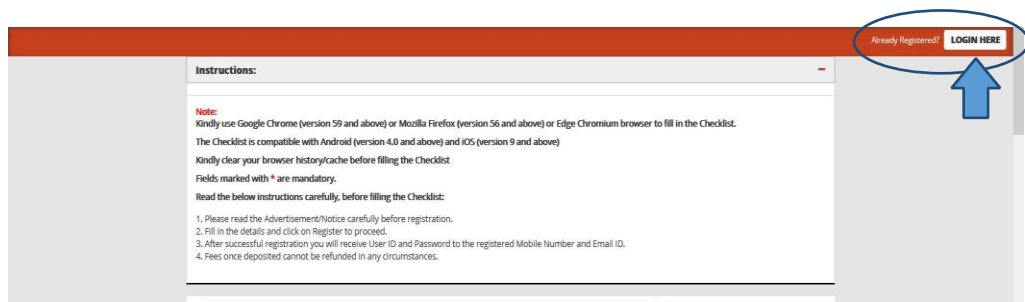 Already Registered? LOGIN HERE
Instructions:
Note:
Kindly use Google Chrome (version 59 and above) or Mozilla Firefox (version 56 and above) or Edge Chromium browser to fill in the Checklist.
The Checklist is compatible with Android (version 4.0 and above) and iOS (version 9 and above)
Kindly clear your browser history/cache before filling the Checklist
Fields marked with * are mandatory.
Read the below instructions carefully, before filling the Checklist:
1. Please read the Advertisement/Notice carefully before registration.
2. Fill in the details and click on Register to proceed.
3. After successful registration you will receive User ID and Password to the registered Mobile Number and Email ID.
4. Fees once deposited cannot be refunded in any circumstances.